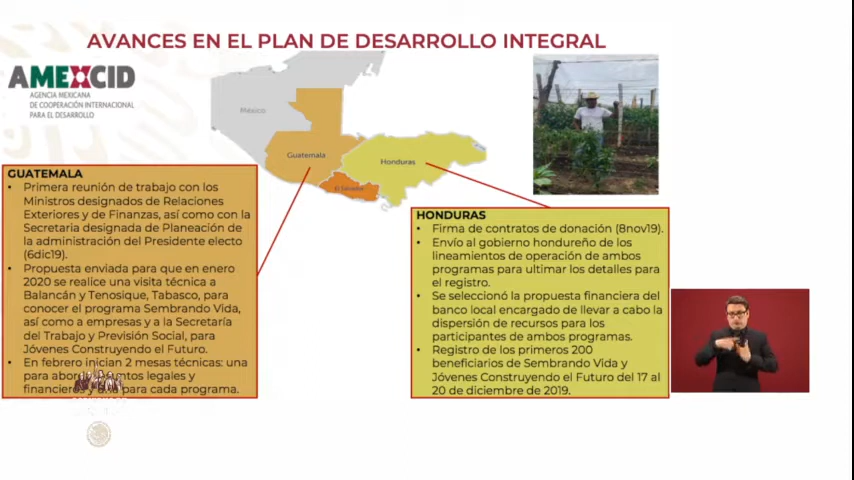 AVANCES EN EL PLAN DE DESARROLLO INTEGRAL
AMEXCID
AGENCIA MEXICANA
DE COOPERACIÓN INTERNACIONAL
PARA EL DESARROLLO
México
Guatemala
Honduras
El Salvador
GUATEMALA
• Primera reunión de trabajo con los
Ministros designados de Relaciones
Exteriores y de Finanzas, así como con la
Secretaria designada de Planeación de
la administración del Presidente electo
(6dic19).
• Propuesta enviada para que en enero
2020 se realice una visita técnica a
Balancán y Tenosique, Tabasco, para
conocer el programa Sembrando Vida,
así como a empresas y a la Secretaría
del Trabajo y Previsión Social, para
Jóvenes Construyendo el Futuro.
• En febrero inician 2 mesas técnicas: una
para legales y
financieros y para cada programa.
HONDURAS
• Firma de contratos de donación (8nov19).
• Envío al gobierno hondureño de los
lineamientos de operación de ambos
programas para ultimar los detalles para
el registro.
• Se seleccionó la propuesta financiera del
banco local encargado de llevar a cabo la
dispersión de recursos para los
participantes de ambos programas.
• Registro de los primeros 200
beneficiarios de Sembrando Vida y
Jóvenes Construyendo el Futuro del 17 al
20 de diciembre de 2019.